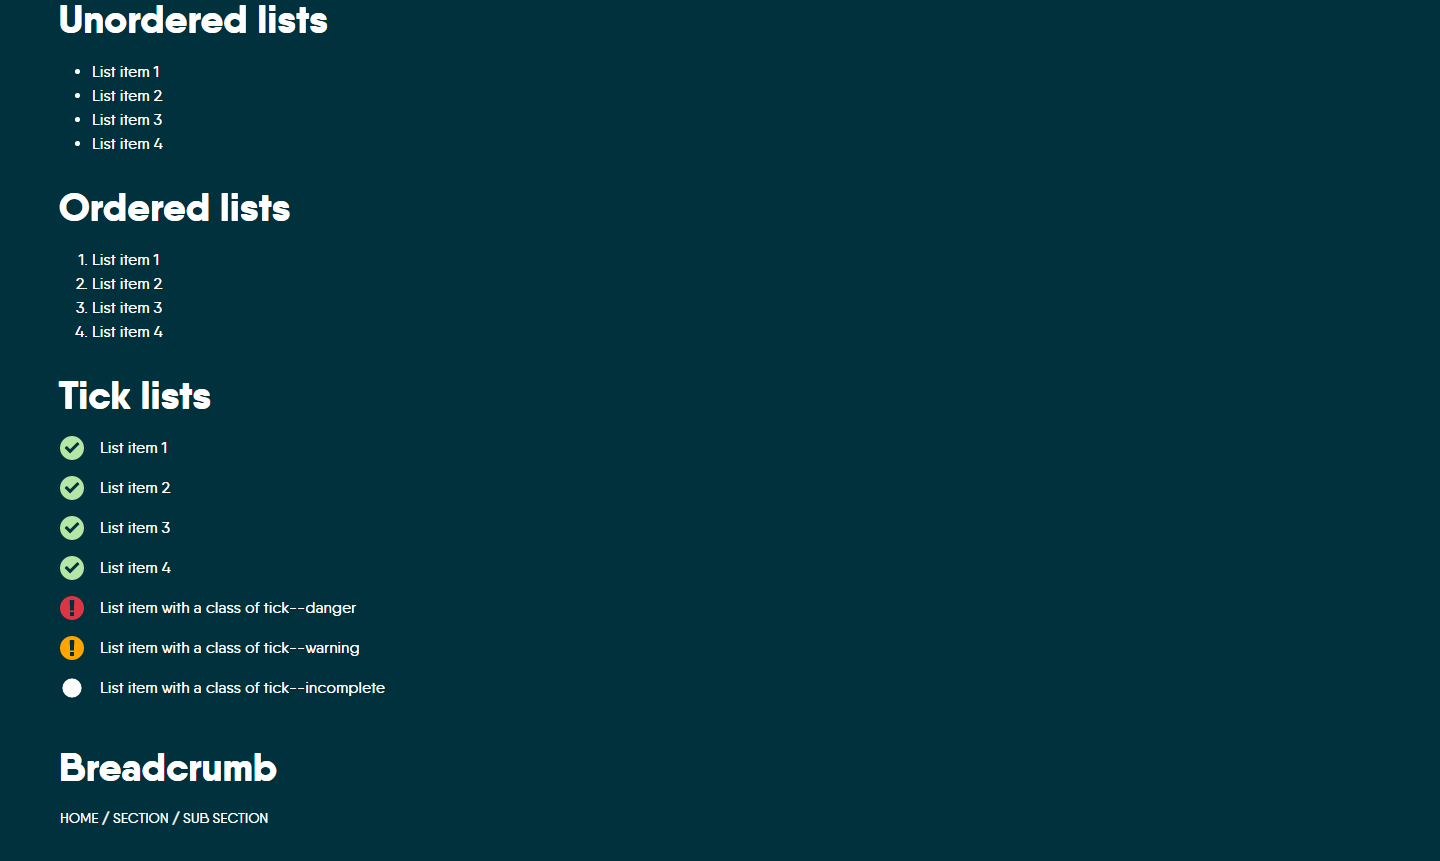 Unordered lists
• List item 1
• List item 2
• List item 3
• List item 4
Ordered lists
1. List item 1
2. List item 2
3. List item 3
4. List item 4
Tick lists
List item 1
List item 2
List item 3
List item 4
List item with a class of tick--danger
List item with a class of tick--warning
List item with a class of tick--incomplete
Breadcrumb
HOME / SECTION / SUB SECTION